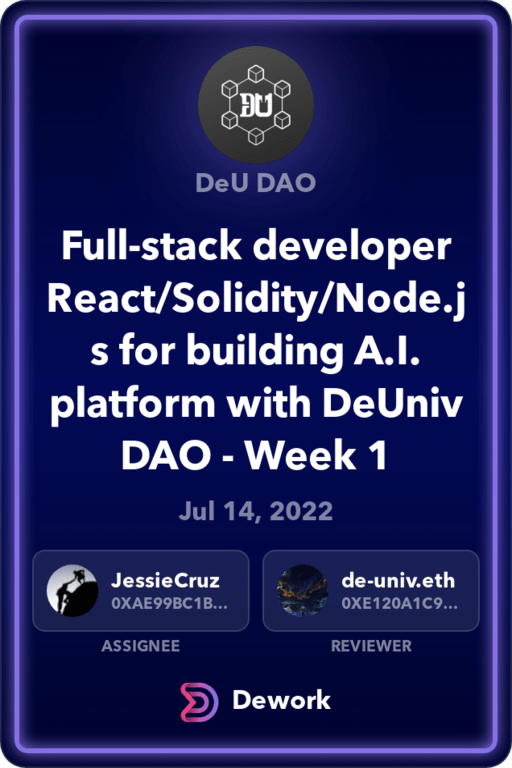 DU
DeU DAO
Full-stack developer
React/Solidity/Node.j
s for building A.I.
platform with DeUniv
DAO - Week 1
Jul 14, 2022
JessieCruz
0XAE99BC1B...
de-univ.eth
0XE120A1C9...
ASSIGNEE
REVIEWER
Dework